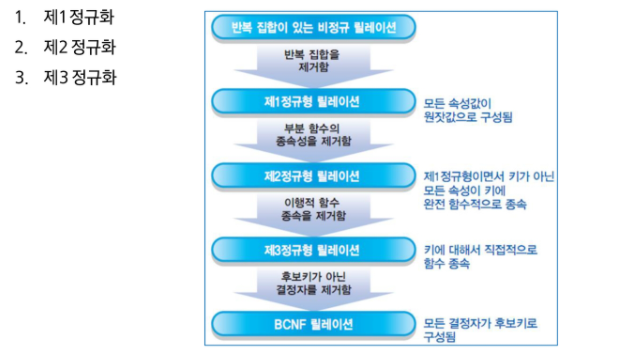 1. 제1정규화
2. 제2 정규화
3. 제3 정규화
반복 집합이 있는 비정규 릴레이션
반복 집합을
제거함
제1정규형 릴레이션
모든 속성값이
원잣값으로 구성됨
부분 함수의
종속성을 제거함
제2정규형 릴레이션
제1정규형이면서 키가 아닌
모든 속성이 키에
완전 함수적으로 종속
이행적 함수
종속을 제거함
제3정규형 릴레이션
키에 대해서 직접적으로
함수 종속
후보키가 아닌
결정자를 제거함
BCNF 릴레이션
모든 결정자가 후보키로
구성됨